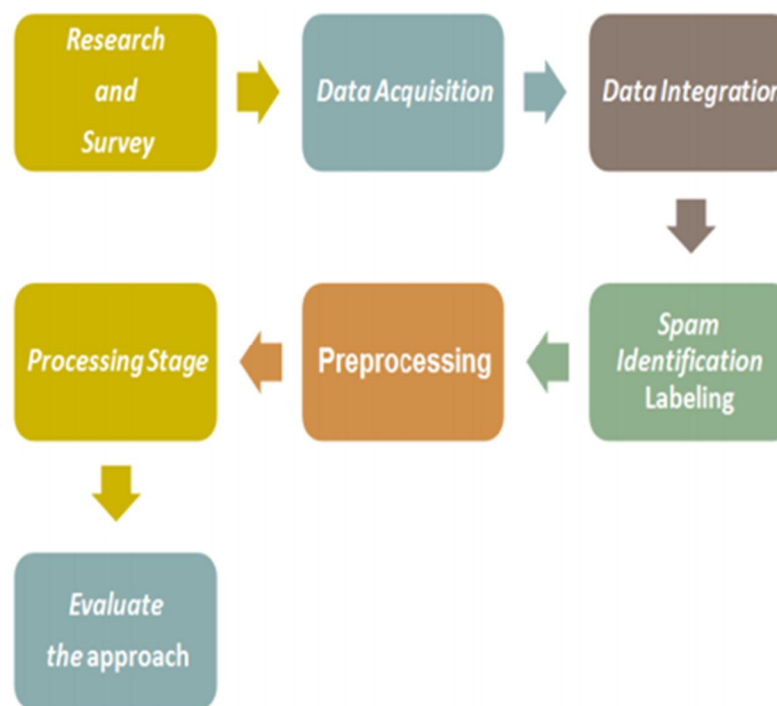 Research
and
Survey
Data Acquisition
Data Integration
Spam
Identification
Labeling
Preprocessing
Processing Stage
Evaluate
the approach